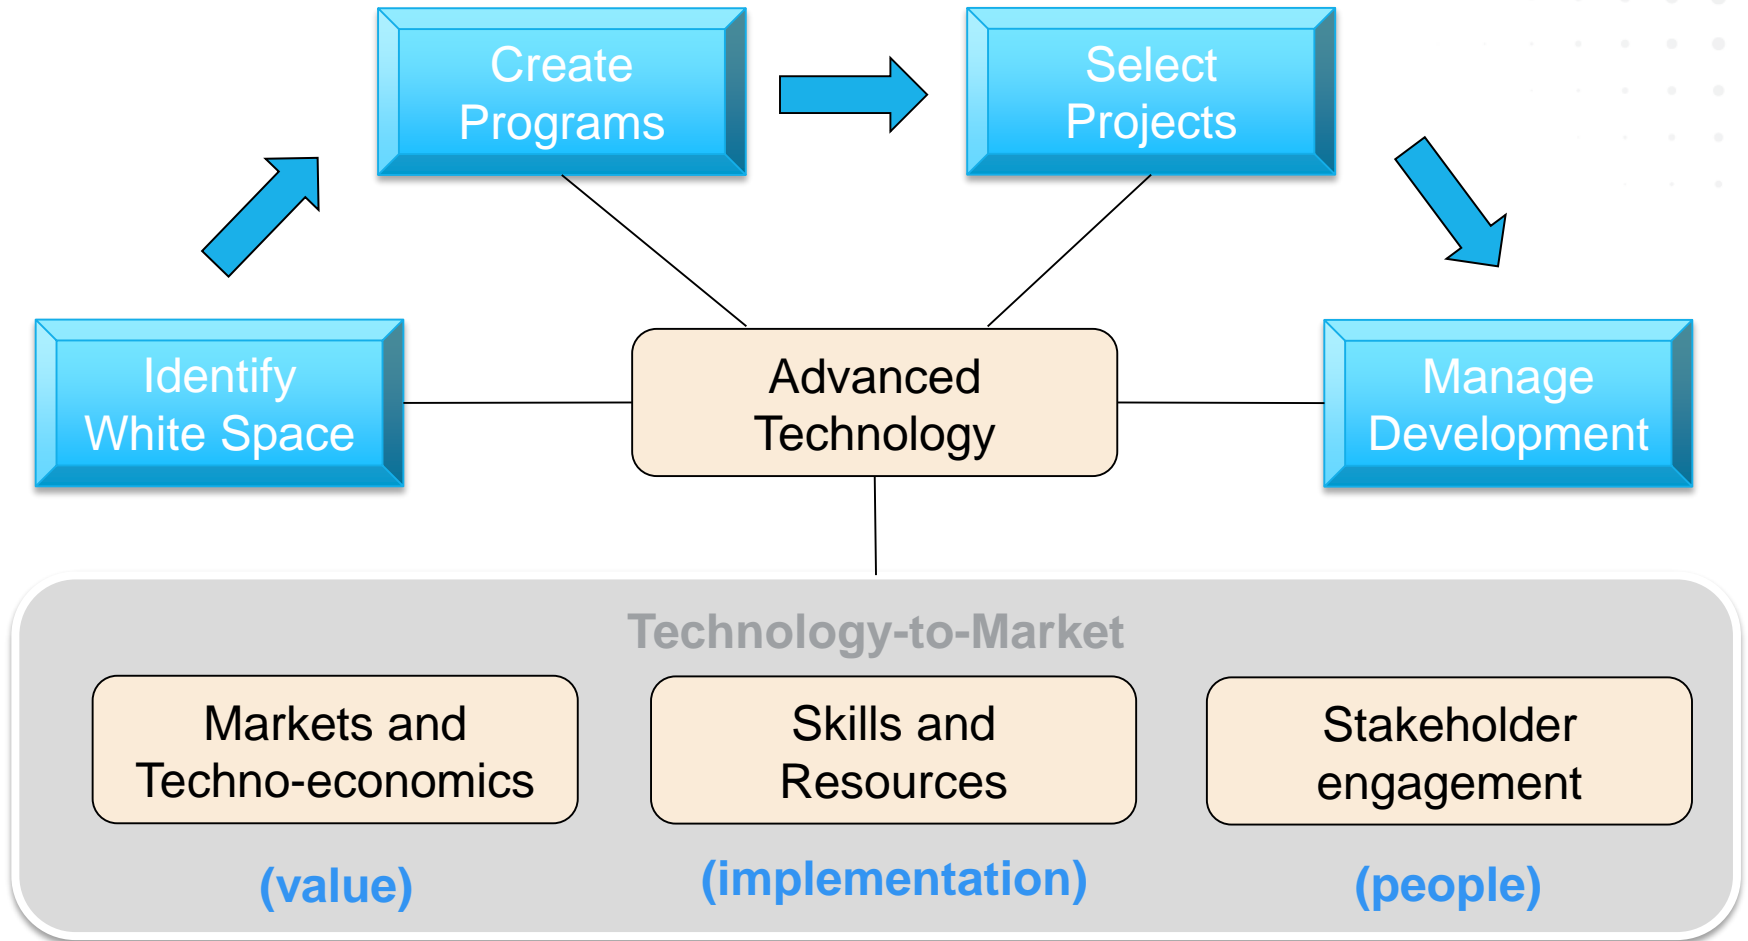 Create
Programs
Select
Projects
Identify
White Space
Advanced
Technology
Manage
Development
Technology-to-Market
Markets and
Techno-economics
Skills and
Resources
Stakeholder
engagement
(value)
(implementation)
(people)